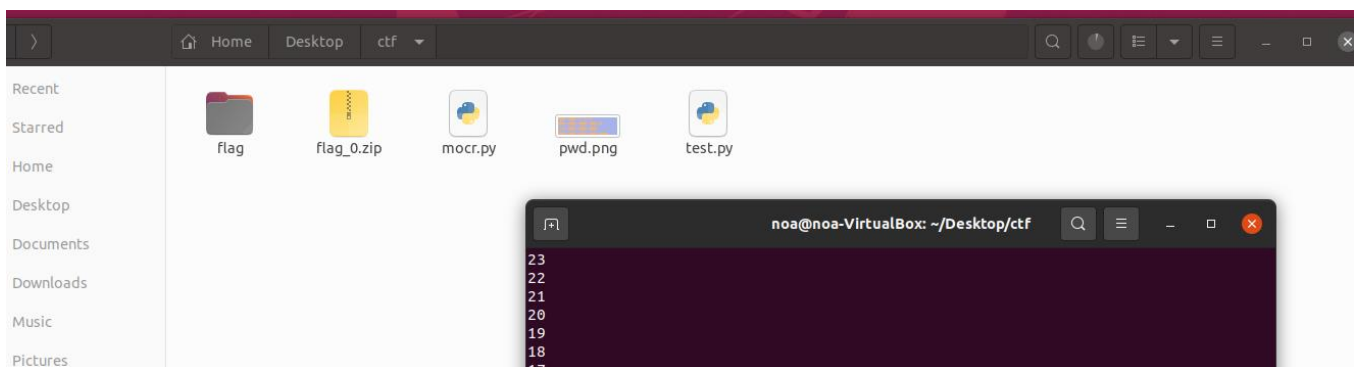 Home Desktop ctf
Recent
Starred
Home
Desktop
Documents
Downloads
Music
Pictures
flag flag_0.zip mocr.py pwd.png test.py
noa@noa-VirtualBox: ~/Desktop/ctf
23
22
21
20
19
18
17